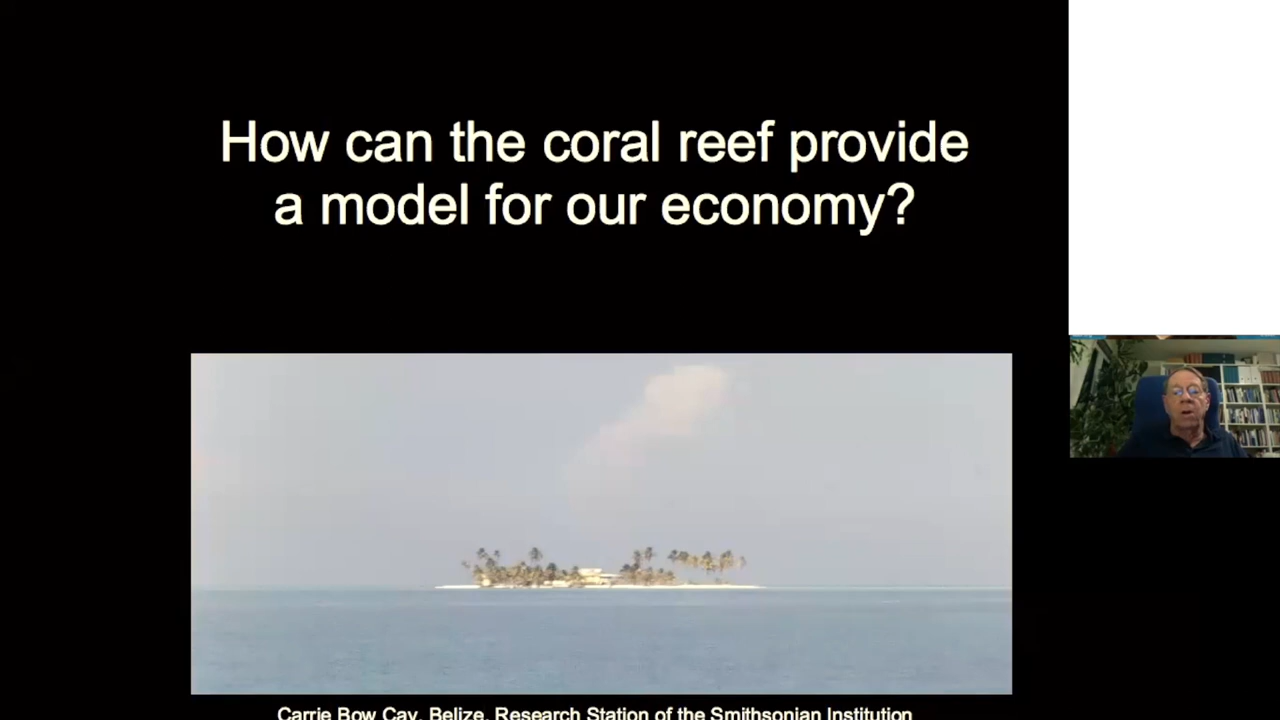 How can the coral reef provide
a model for our economy?
Carrie Bow Cay, Belize, Research Station of the Smithsonian Institution